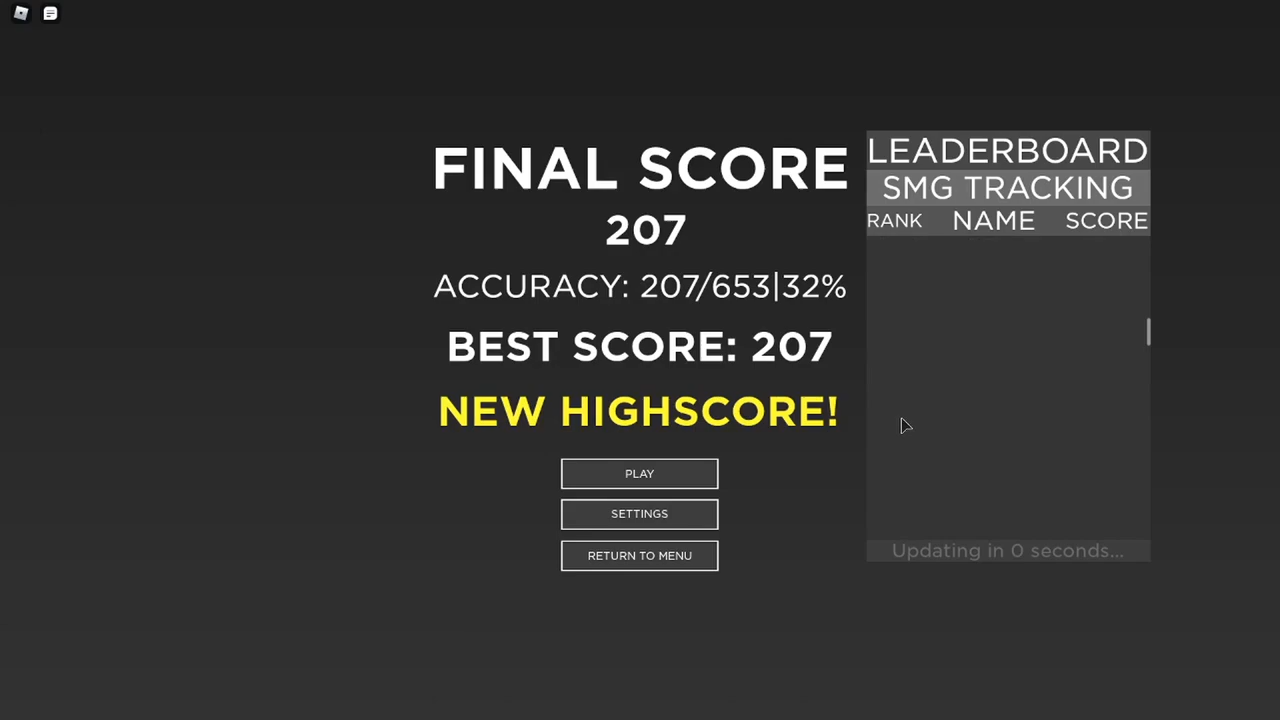 FINAL SCORE
207
ACCURACY: 207/653|32%
BEST SCORE: 207
NEW HIGHSCORE!
PLAY
SETTINGS
RETURN TO MENU
LEADERBOARD
SMG TRACKING
RANK NAME SCORE
Updating in 0 seconds...